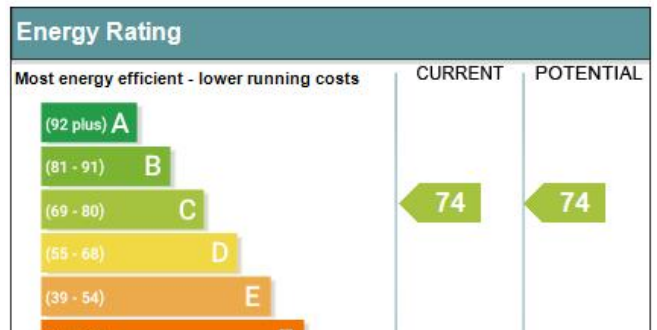 Energy Rating
Most energy efficient - lower running costs
CURRENT
POTENTIAL
(92 plus) A
(81 - 91) B
(69 - 80) C
74
74
(55 - 68) D
(39 - 54) E